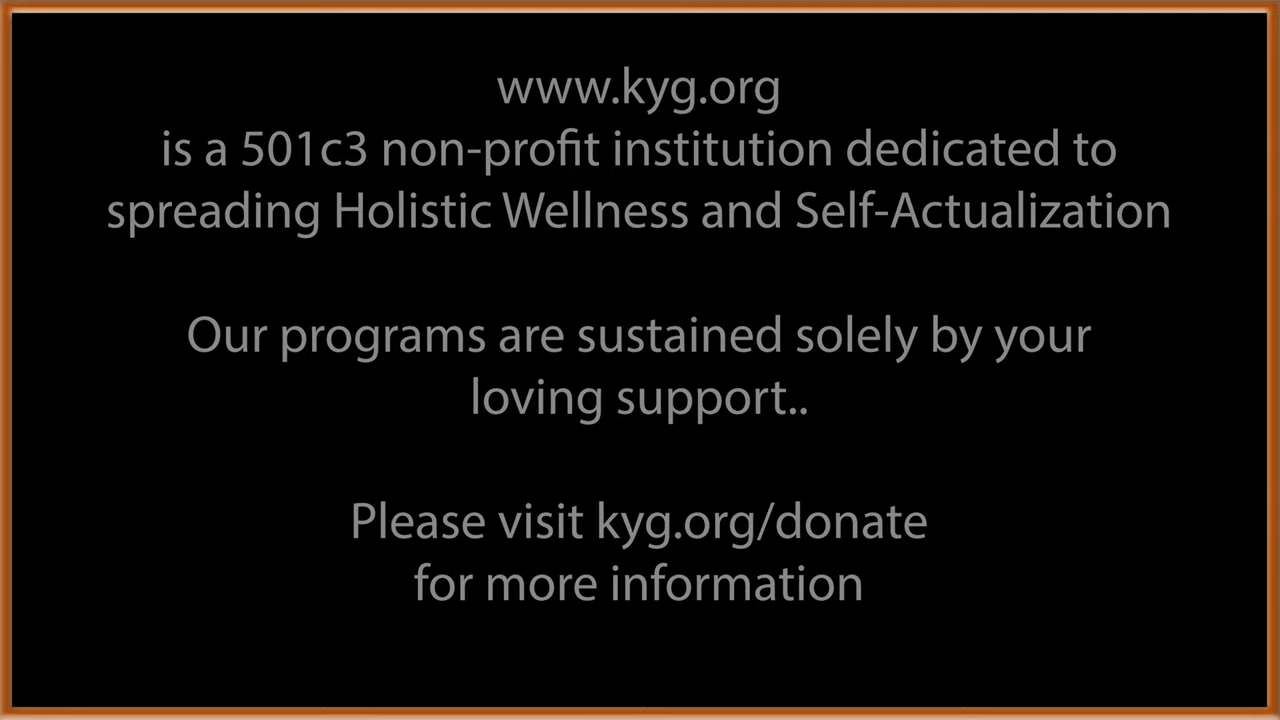 www.kyg.org
is a 501c3 non-profit institution dedicated to
spreading Holistic Wellness and Self-Actualization
Our programs are sustained solely by your
loving support..
Please visit kyg.org/donate
for more information